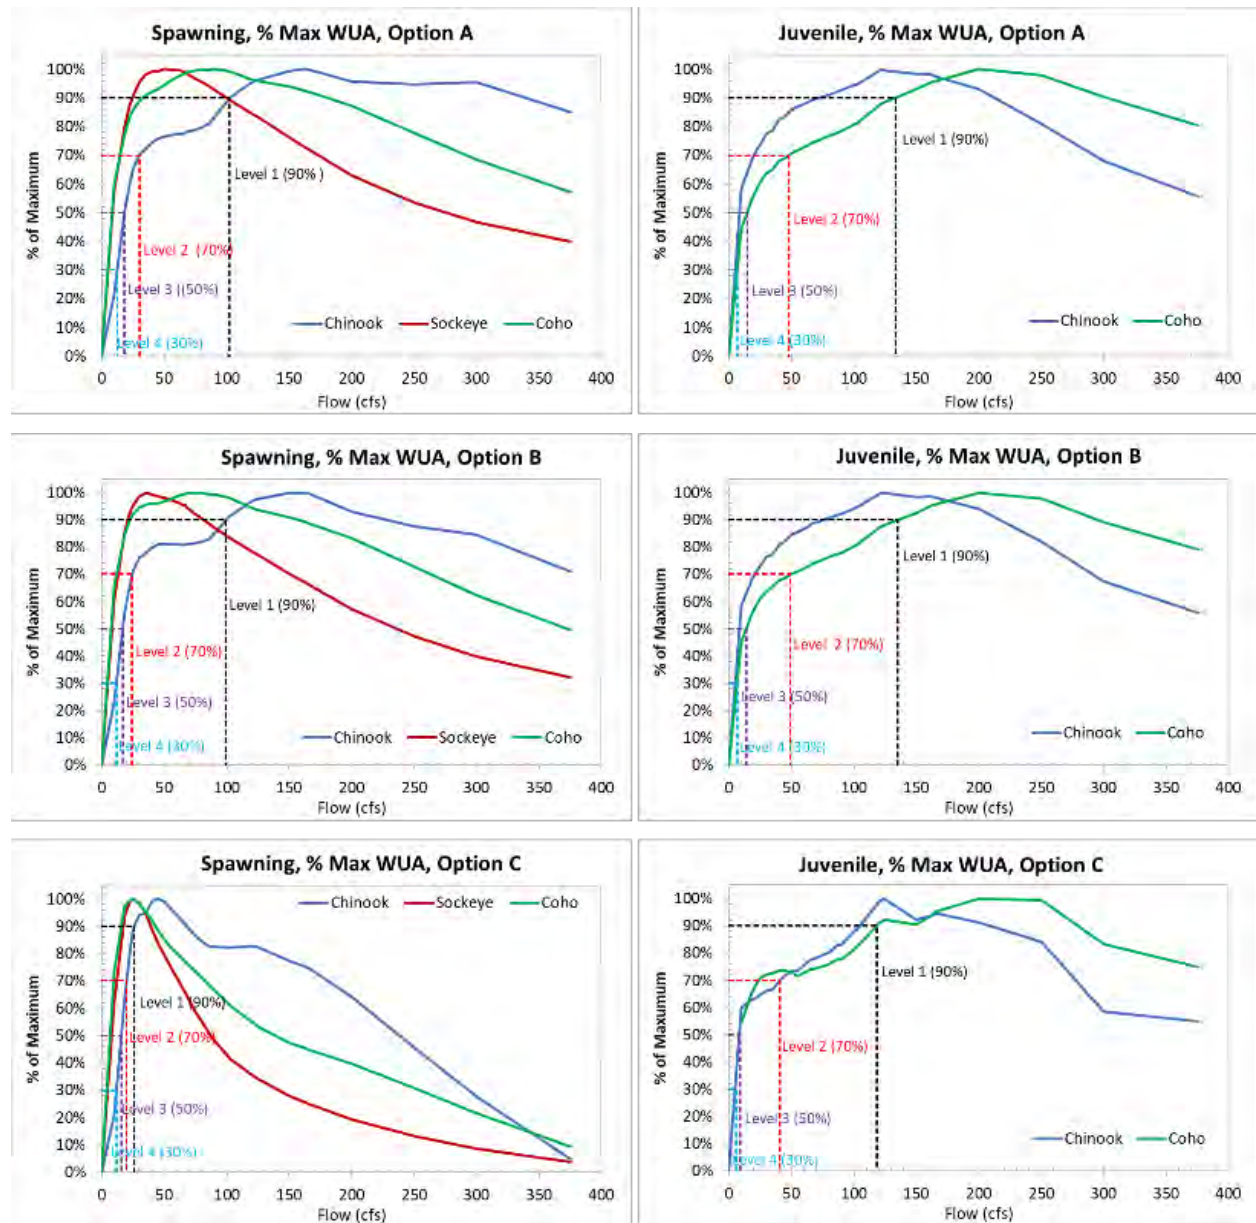 Spawning, % Max WUA, Option A
100%
90%
80%
70%
60%
50%
40%
30%
20%
10%
0%
% of Maximum
Level 1 (90% )
Level 2 (70%)
Level 3 ((50%)
Level 4 (30%)
Chinook Sockeye Coho
0 50 100 150 200 250 300 350 400
Flow (cfs)
Juvenile, % Max WUA, Option A
100%
90%
80%
70%
60%
50%
40%
30%
20%
10%
0%
% of Maximum
Level 1 (90%)
Level 2 (70%)
Level 3 (50%)
Level 4 (30%)
Chinook Coho
0 50 100 150 200 250 300 350 400
Flow (cfs)
Spawning, % Max WUA, Option B
100%
90%
80%
70%
60%
50%
40%
30%
20%
10%
0%
% of Maximum
Level 1 (90%)
Level 2 (70%)
Level 3 (50%)
Level 4 (30%)
Chinook Sockeye Coho
0 50 100 150 200 250 300 350 400
Flow (cfs)
Juvenile, % Max WUA, Option B
100%
90%
80%
70%
60%
50%
40%
30%
20%
10%
0%
% of Maximum
Level 1 (90%)
Level 2 (70%)
Level 3 (50%)
Level 4 (30%)
Chinook Coho
0 50 100 150 200 250 300 350 400
Flow (cfs)
Spawning, % Max WUA, Option C
100%
90%
80%
70%
60%
50%
40%
30%
20%
10%
0%
% of Maximum
Chinook Sockeye Coho
Level 1 (90%)
Level 2 (70%)
Level 3 (50%)
Level 4 (30%)
0 50 100 150 200 250 300 350 400
Flow (cfs)
Juvenile, % Max WUA, Option C
100%
90%
80%
70%
60%
50%
40%
30%
20%
10%
0%
% of Maxumum
Level 1 (90%)
Level 2 (70%)
Level 3 (50%)
Level 4 (30%)
Chinook Coho
0 50 100 150 200 250 300 350 400
Flow (cfs)